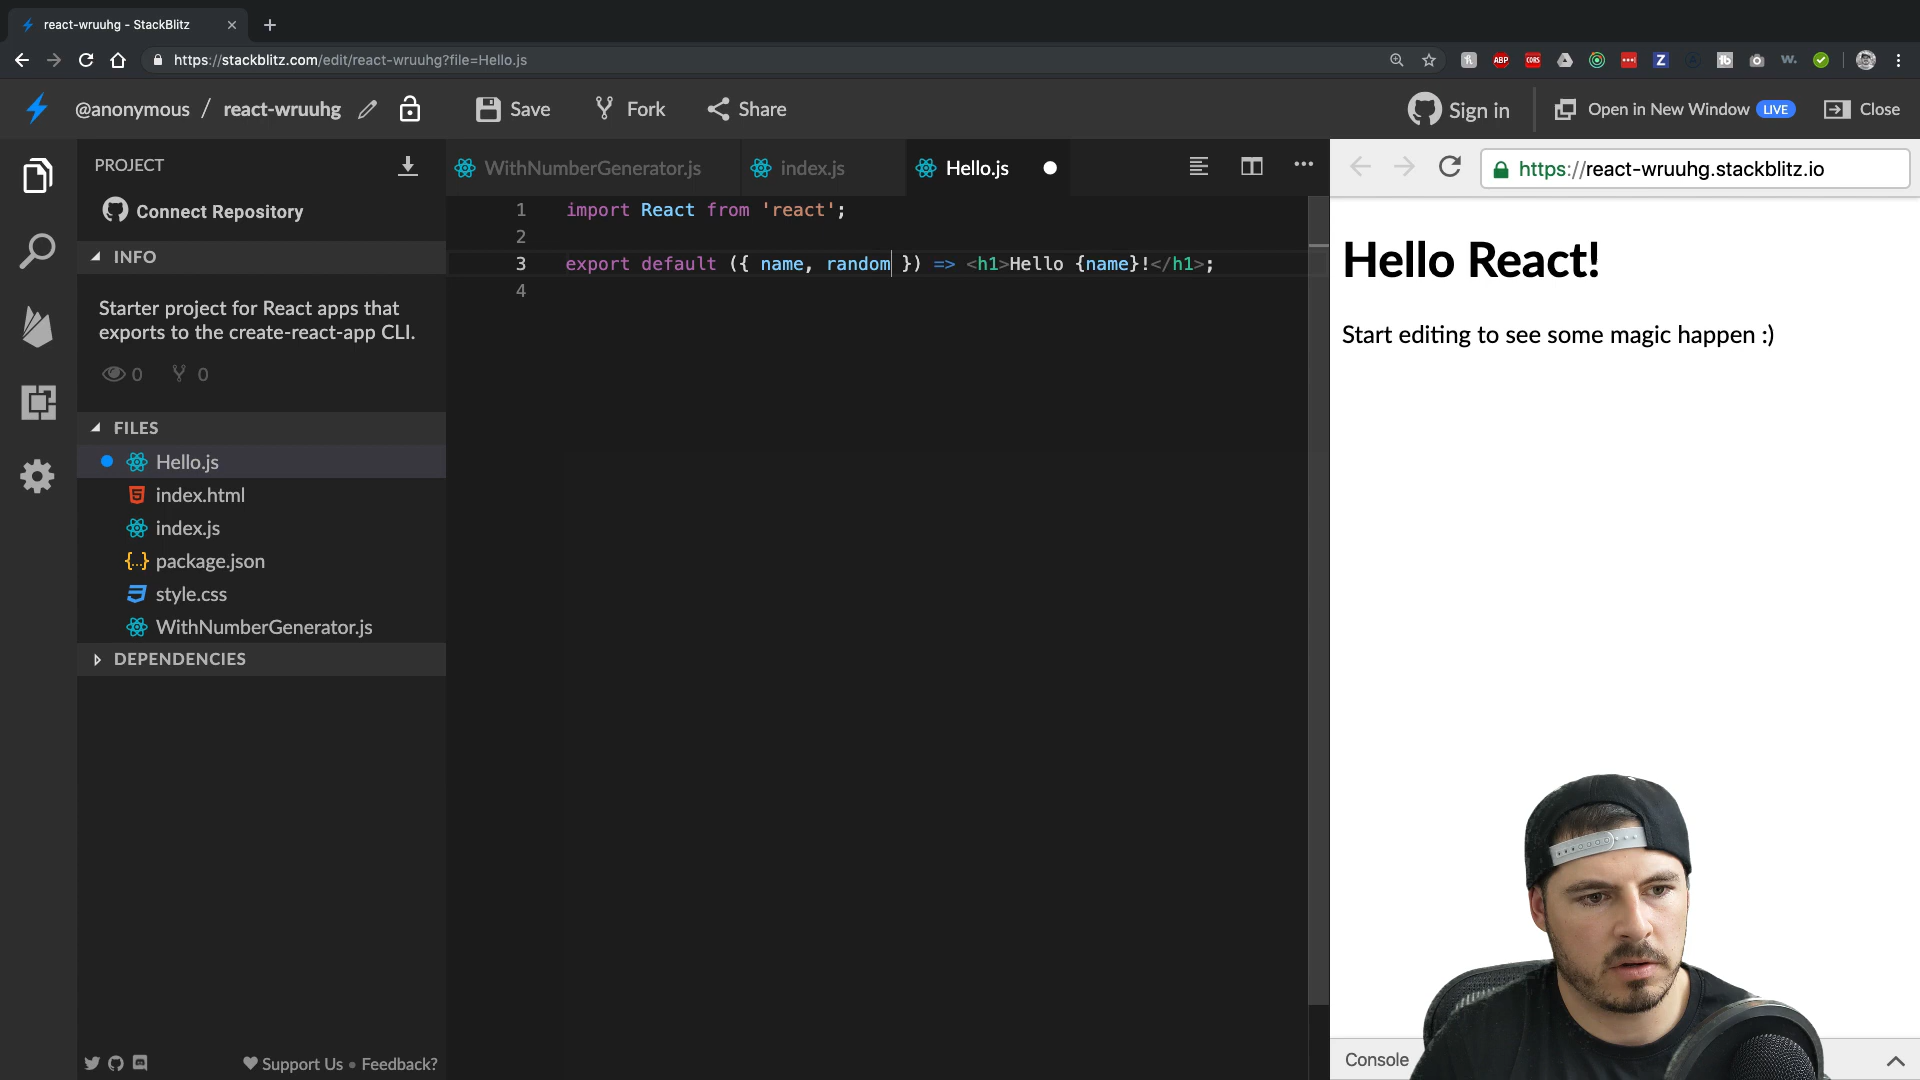 react-wruuhg - StackBlitz
https://stackblitz.com/edit/react-wruuhg?file=Hello.js
ABP
CORS
Z
fb
W.
@anonymous / react-wruuhg
Save
Fork
Share
Sign in
Open in New Window LIVE
Close
PROJECT
Connect Repository
INFO
Starter project for React apps that
exports to the create-react-app CLI.
0
0
FILES
Hello.js
index.html
index.js
package.json
style.css
WithNumberGenerator.js
DEPENDENCIES
Support Us • Feedback?
WithNumberGenerator.js
index.js
Hello.js
1 import React from 'react';
2
3 export default ({ name, random }) => <h1>Hello {name}!</h1>;
4
https://react-wruuhg.stackblitz.io
Hello React!
Start editing to see some magic happen :)
Console